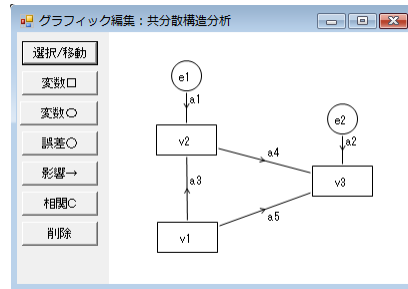 グラフィック編集：共分散構造分析
選択/移動
変数□
変数○
誤差○
影響→
相関⊂
削除
e1
a1
e2
v2
a2
a4
a3
v3
v1
a5